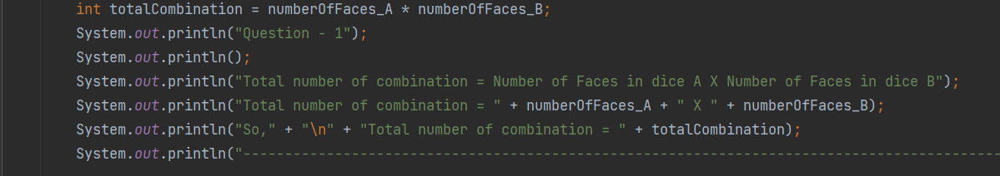 int totalCombination = numberOfFaces_A * numberOfFaces_B;
System.out.println("Question - 1");
System.out.println();
System.out.println("Total number of combination = Number of Faces in dice A X Number of Faces in dice B");
System.out.println("Total number of combination = " + numberOfFaces_A + " X " + numberOfFaces_B);
System.out.println("So," + "\n" + "Total number of combination = " + totalCombination);
System.out.println("-------------------------------------------------------------------------------------------